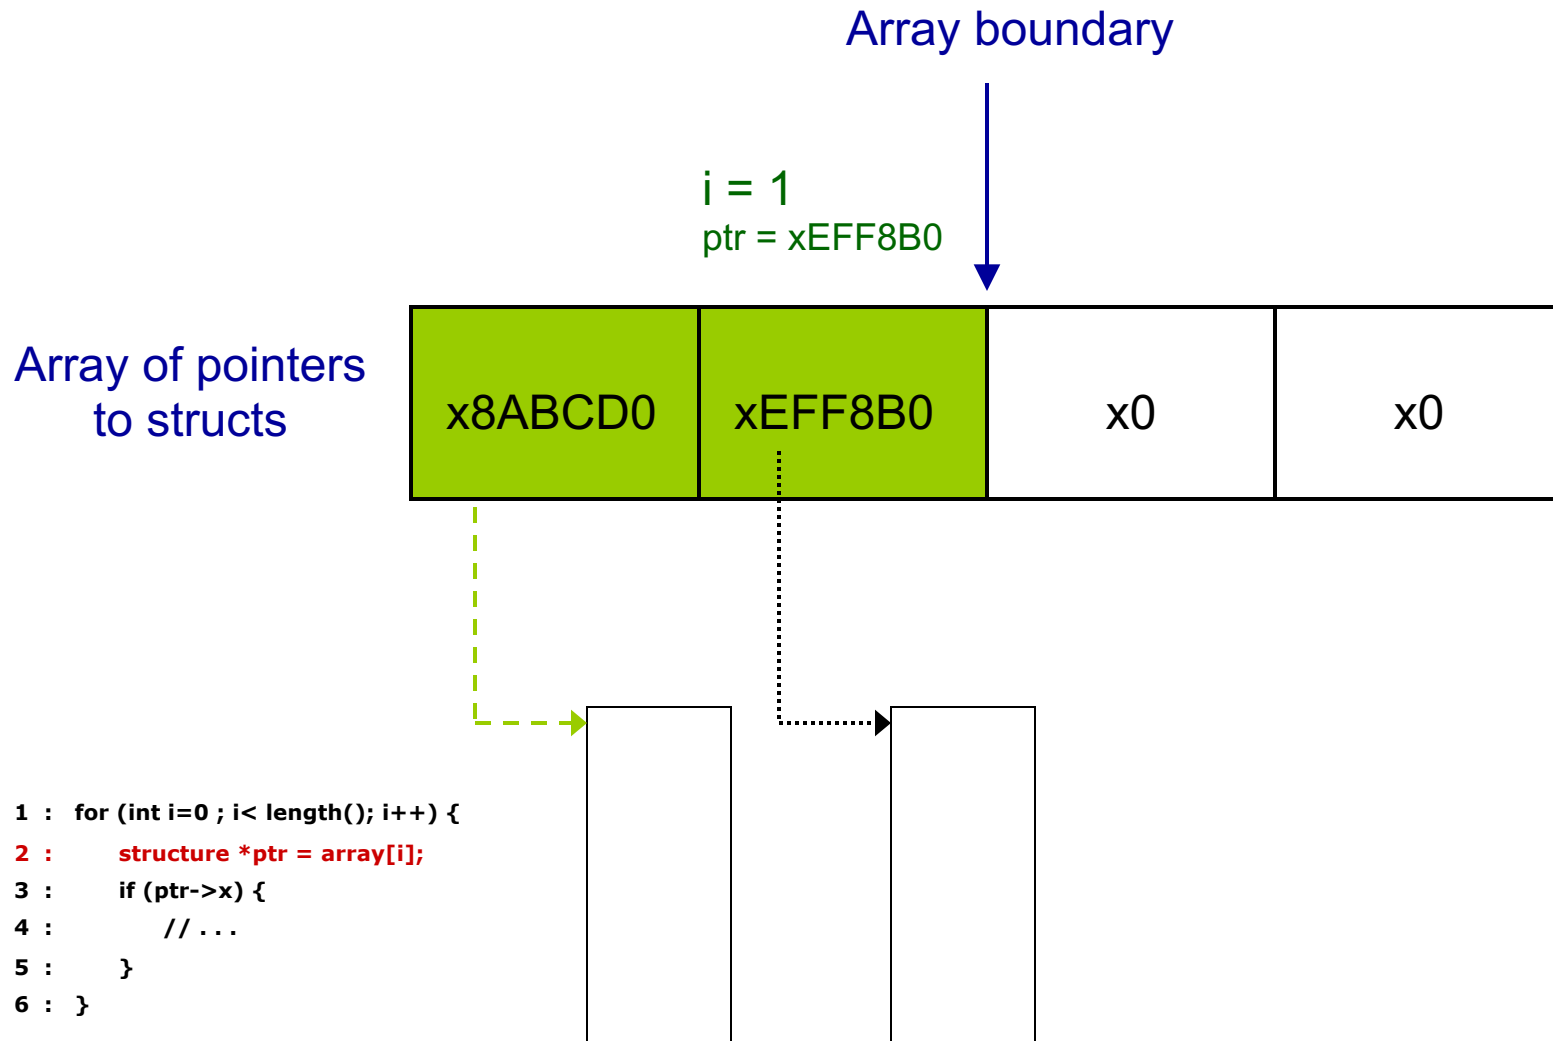 Array boundary
i = 1
ptr = xEFF8B0
Array of pointers
to structs
x8ABCD0
xEFF8B0
x0
x0
1 : for (int i=0 ; i< length(); i++) {
2 : structure *ptr = array[i];
3 : if (ptr->x) {
4 : // . . .
5 : }
6 : }